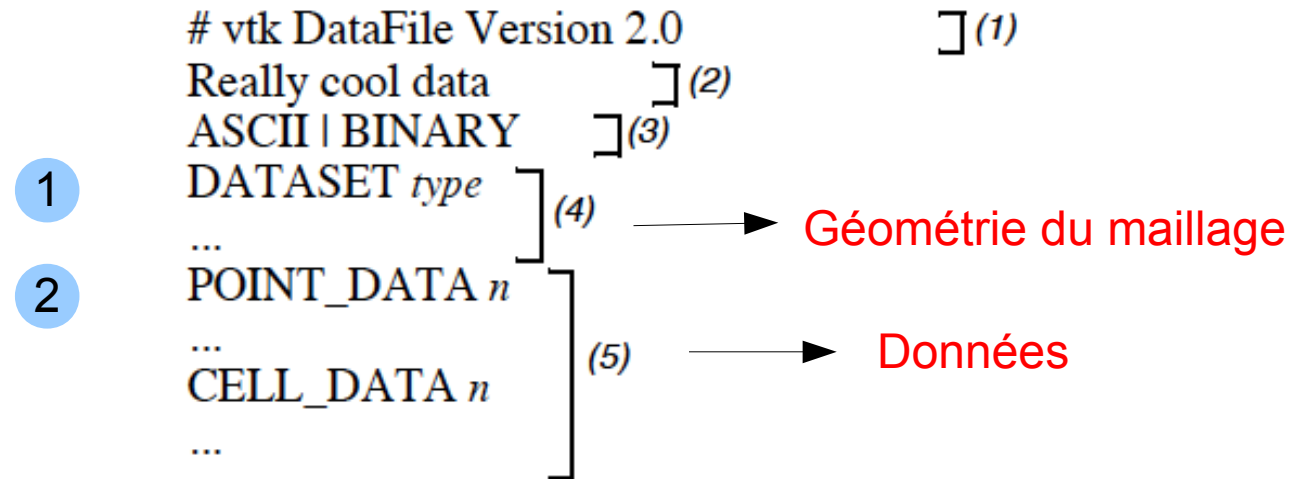 # vtk DataFile Version 2.0 (1)
Really cool data (2)
ASCII | BINARY (3)
1 DATASET type (4)
... Géométrie du maillage
2 POINT_DATA n
... (5) Données
CELL_DATA n
...